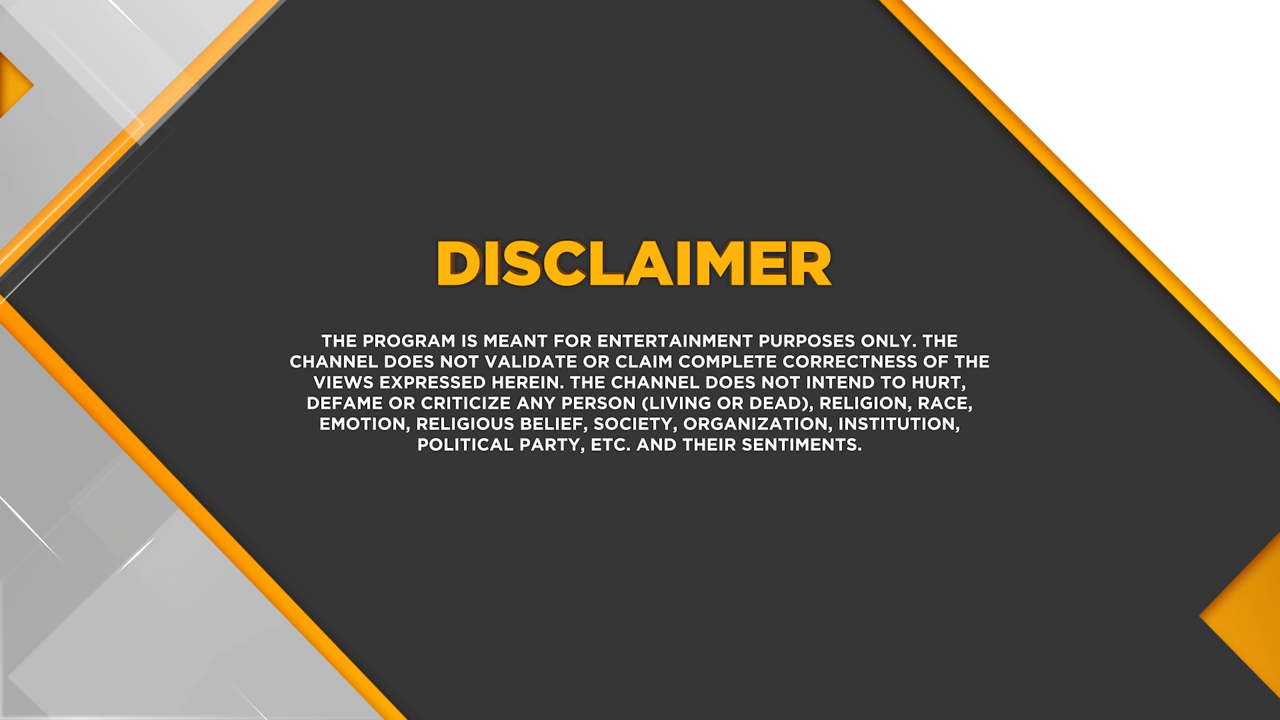 DISCLAIMER
THE PROGRAM IS MEANT FOR ENTERTAINMENT PURPOSES ONLY. THE
CHANNEL DOES NOT VALIDATE OR CLAIM COMPLETE CORRECTNESS OF THE
VIEWS EXPRESSED HEREIN. THE CHANNEL DOES NOT INTEND TO HURT,
DEFAME OR CRITICIZE ANY PERSON (LIVING OR DEAD), RELIGION, RACE,
EMOTION, RELIGIOUS BELIEF, SOCIETY, ORGANIZATION, INSTITUTION,
POLITICAL PARTY, ETC. AND THEIR SENTIMENTS.